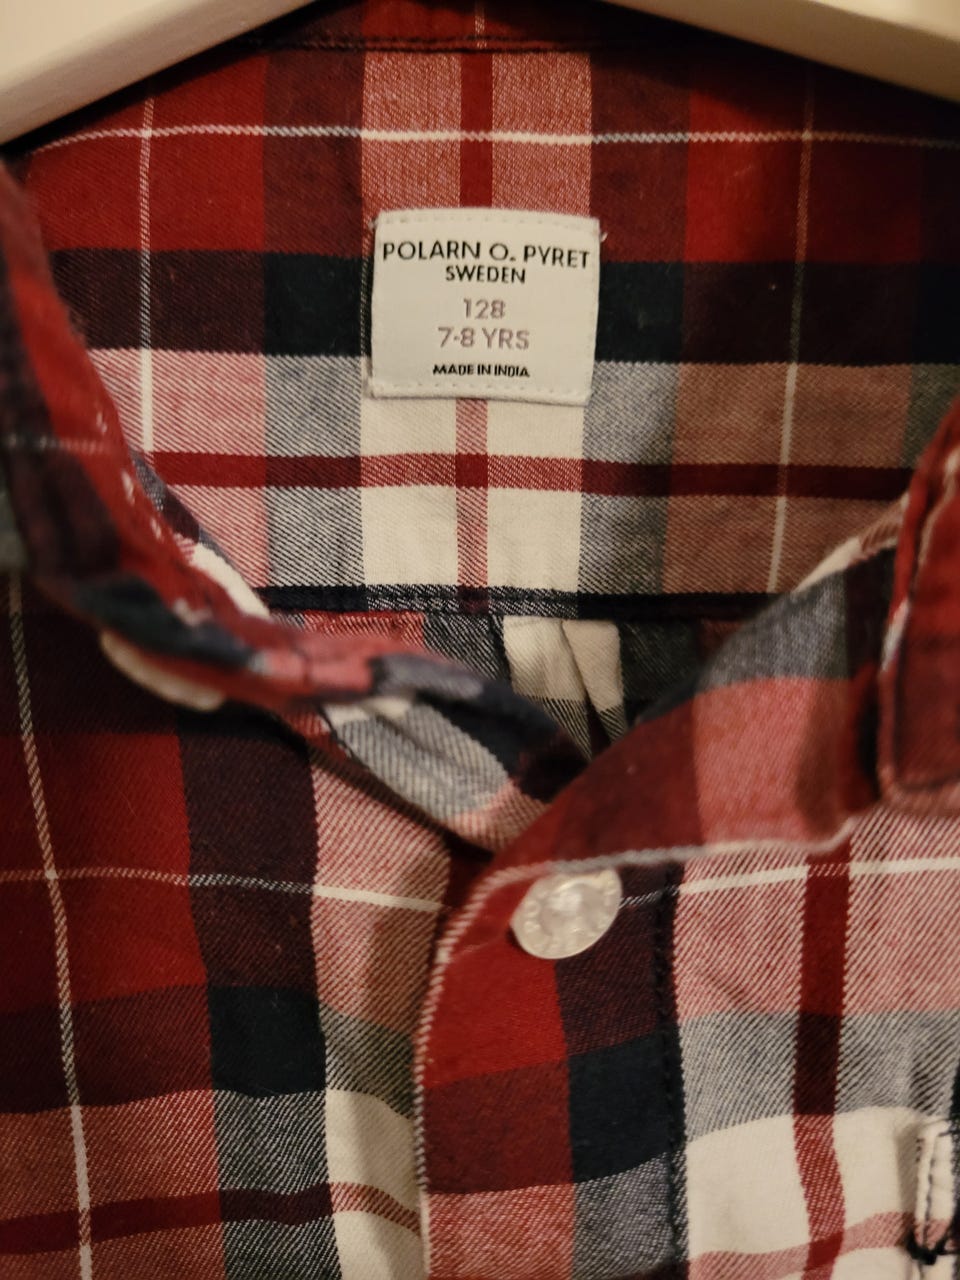 POLARN O. PYRET
SWEDEN
128
7-8 YRS
MADE IN INDIA